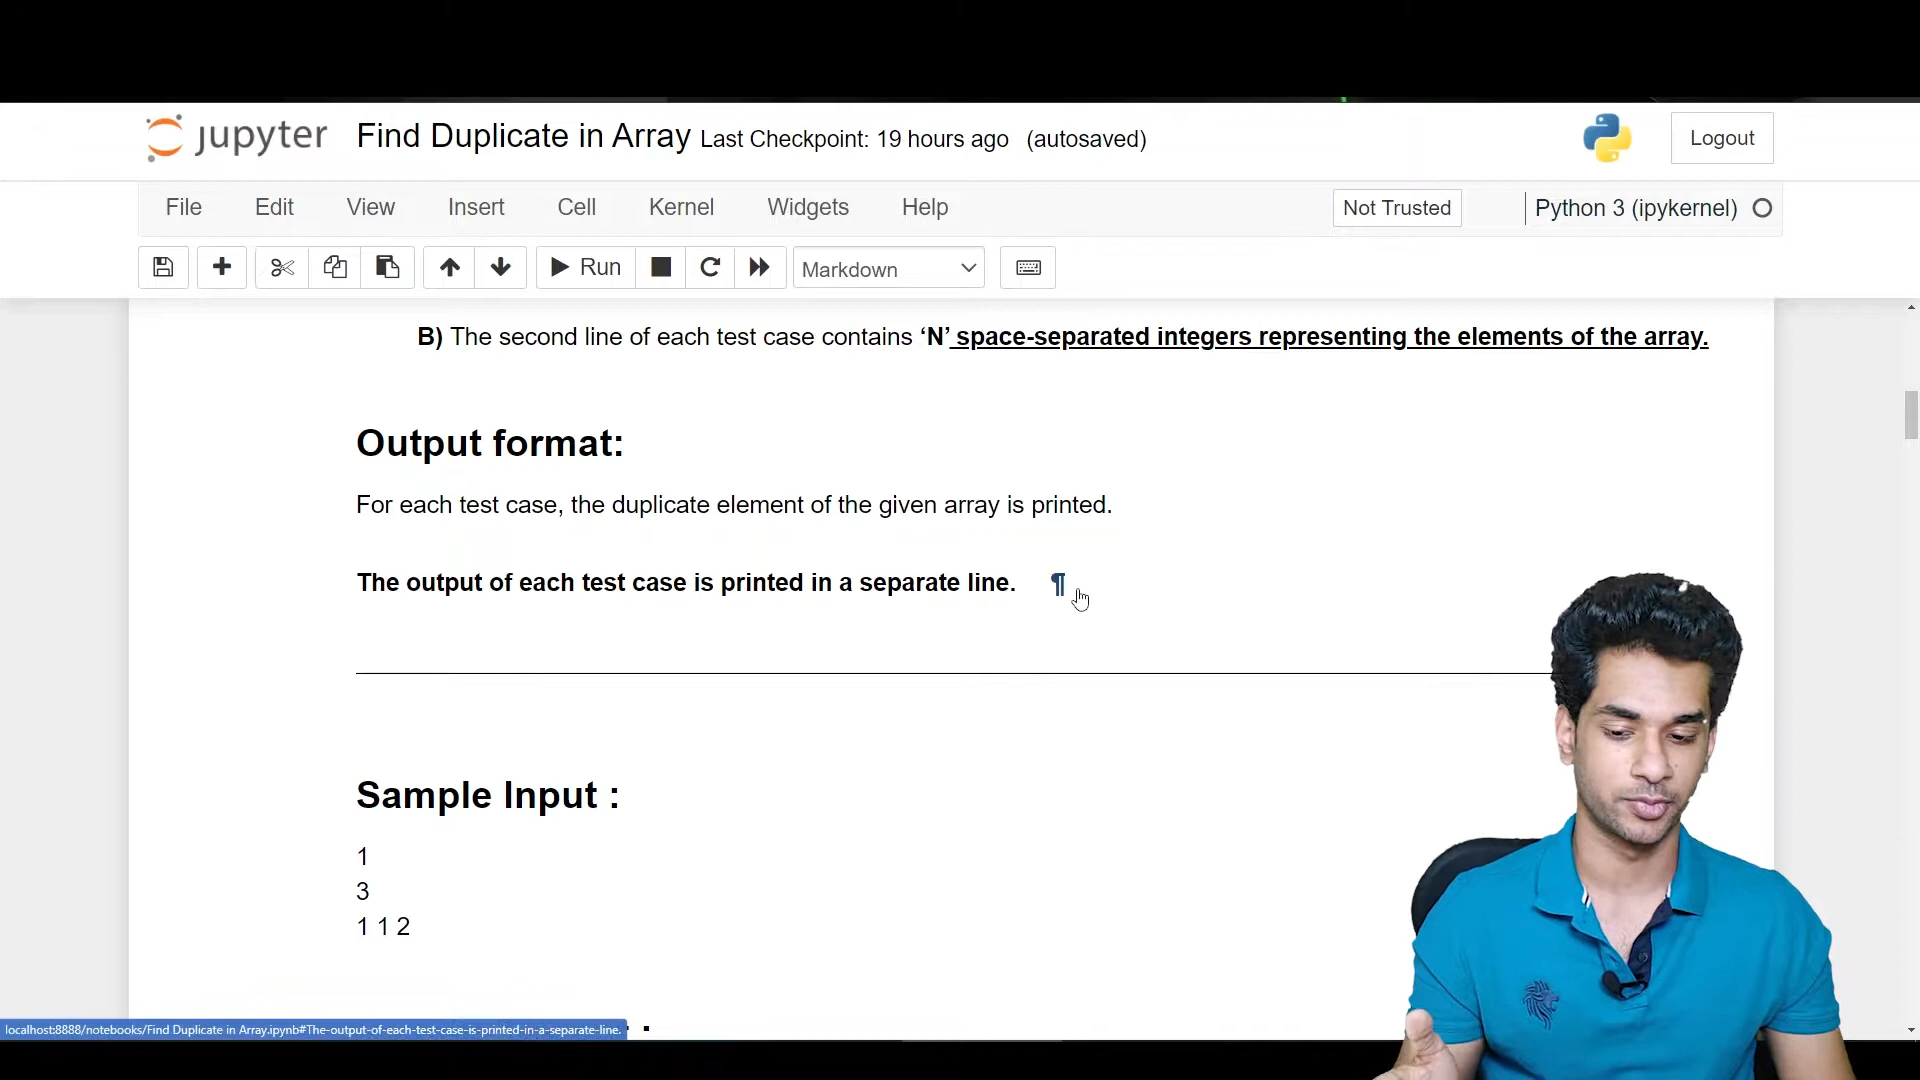 jupyter Find Duplicate in Array Last Checkpoint: 19 hours ago (autosaved)
Logout
File Edit View Insert Cell Kernel Widgets Help
Not Trusted
Python 3 (ipykernel)
Run
Markdown
B) The second line of each test case contains ‘N’ space-separated integers representing the elements of the array.
Output format:
For each test case, the duplicate element of the given array is printed.
The output of each test case is printed in a separate line. ¶
Sample Input :
1
3
1 1 2
localhost:8888/notebooks/Find Duplicate in Array.ipynb#The-output-of-each-test-case-is-printed-in-a-separate-line.